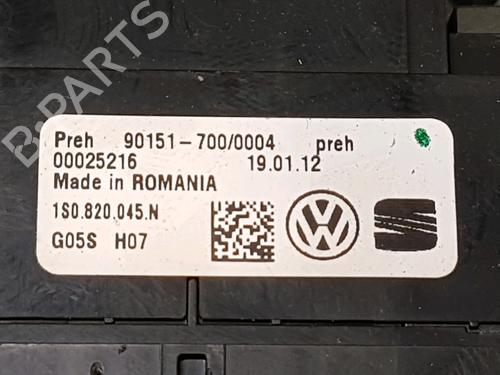 Preh 90151-700/0004 preh
00025216 19.01.12
Made in ROMANIA
1S0.820.045.N
G05S H07
B-PARTS